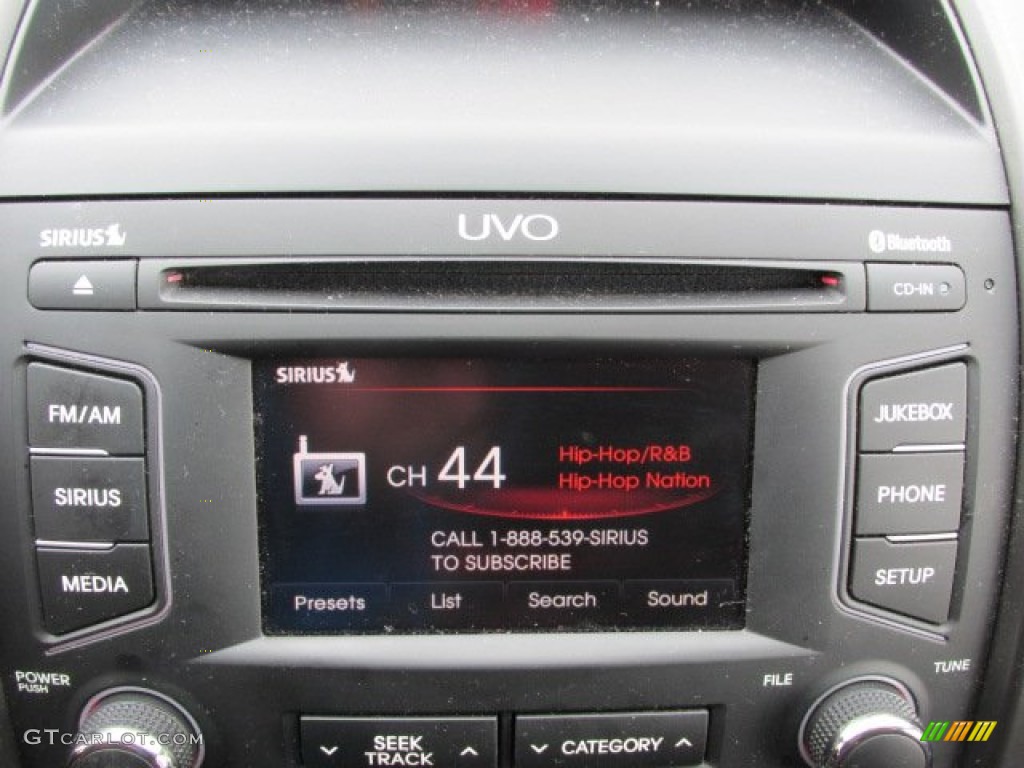 UVO
SIRIUS
Bluetooth
CD-IN
SIRIUS
FM/AM
JUKEBOX
CH 44
Hip-Hop/R&B
Hip-Hop Nation
SIRIUS
PHONE
CALL 1-888-539-SIRIUS
TO SUBSCRIBE
MEDIA
SETUP
Presets List Search Sound
POWER
PUSH
FILE
TUNE
SEEK
TRACK
CATEGORY
GTCARLOT.COM